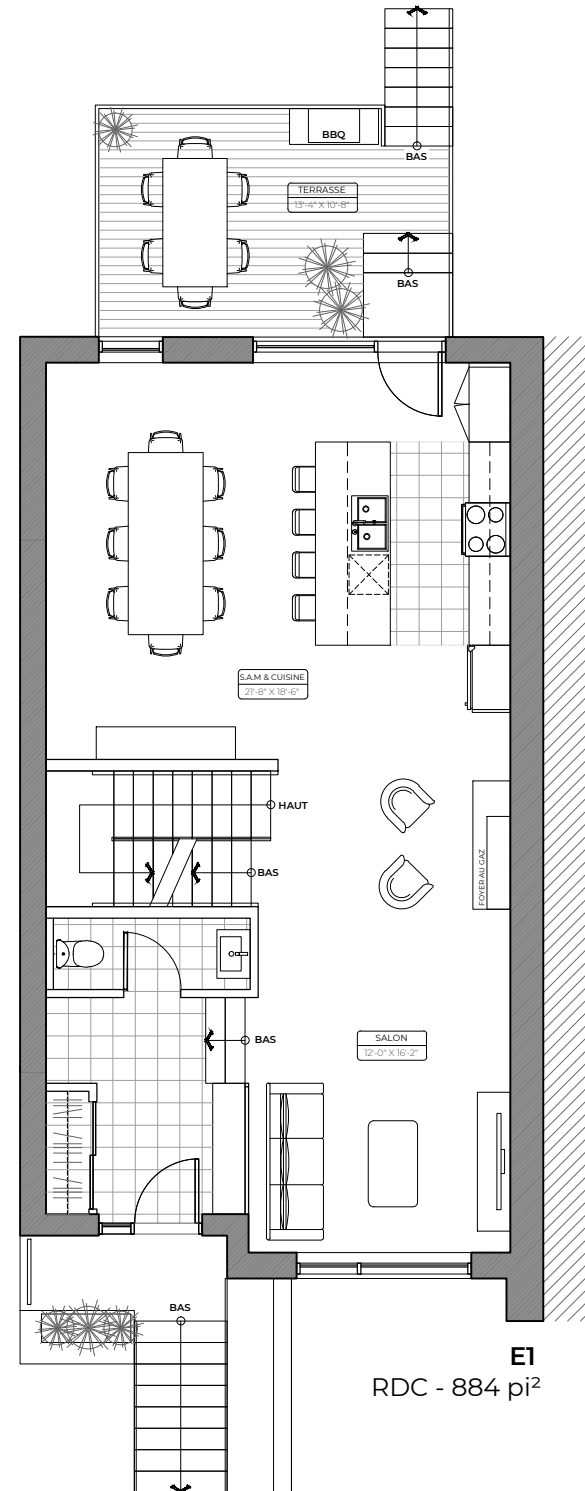 BBQ
BAS
TERRASSE
13'-4" X 10'-8"
BAS
S.A.M & CUISINE
21'-8" X 18'-6"
HAUT
BAS
FOYER AU GAZ
BAS
SALON
12'-0" X 16'-2"
BAS
E1
RDC - 884 pi²